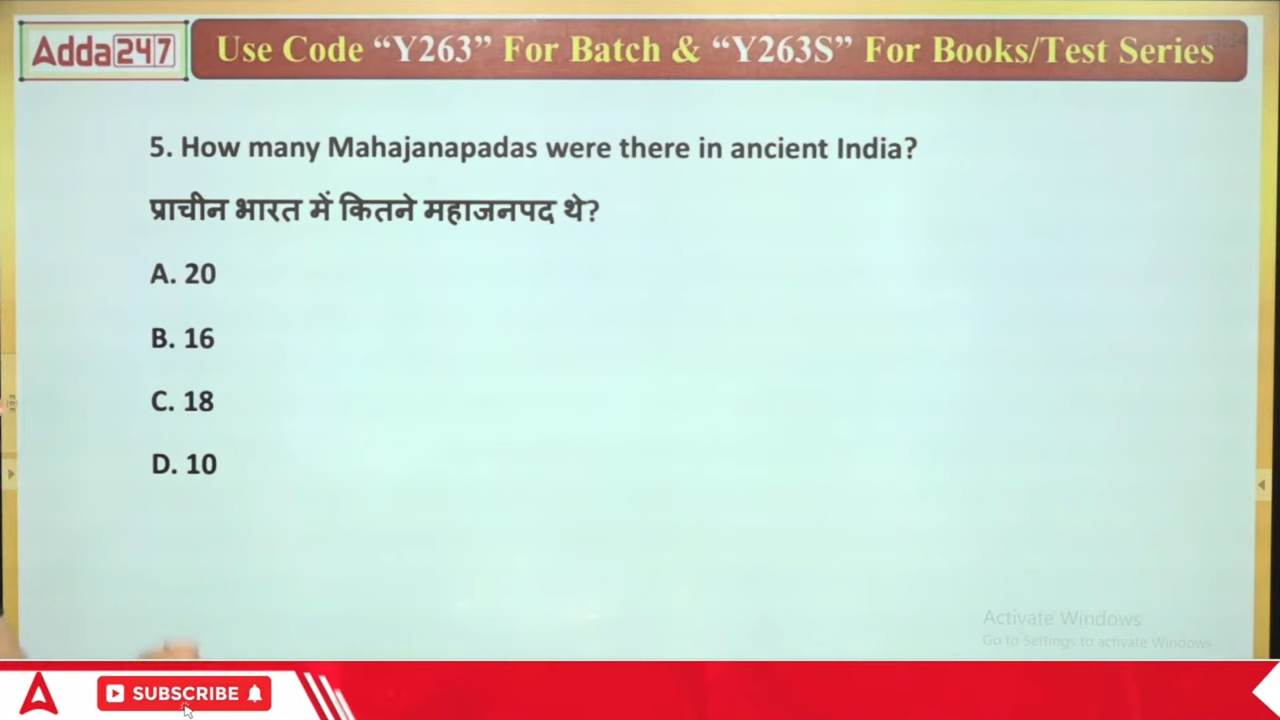 Adda247
Use Code “Y263” For Batch & “Y263S” For Books/Test Series
5. How many Mahajanapadas were there in ancient India?
प्राचीन भारत में कितने महाजनपद थे?
A. 20
B. 16
C. 18
D. 10
Activate Windows
Go to Settings to activate Windows.
SUBSCRIBE